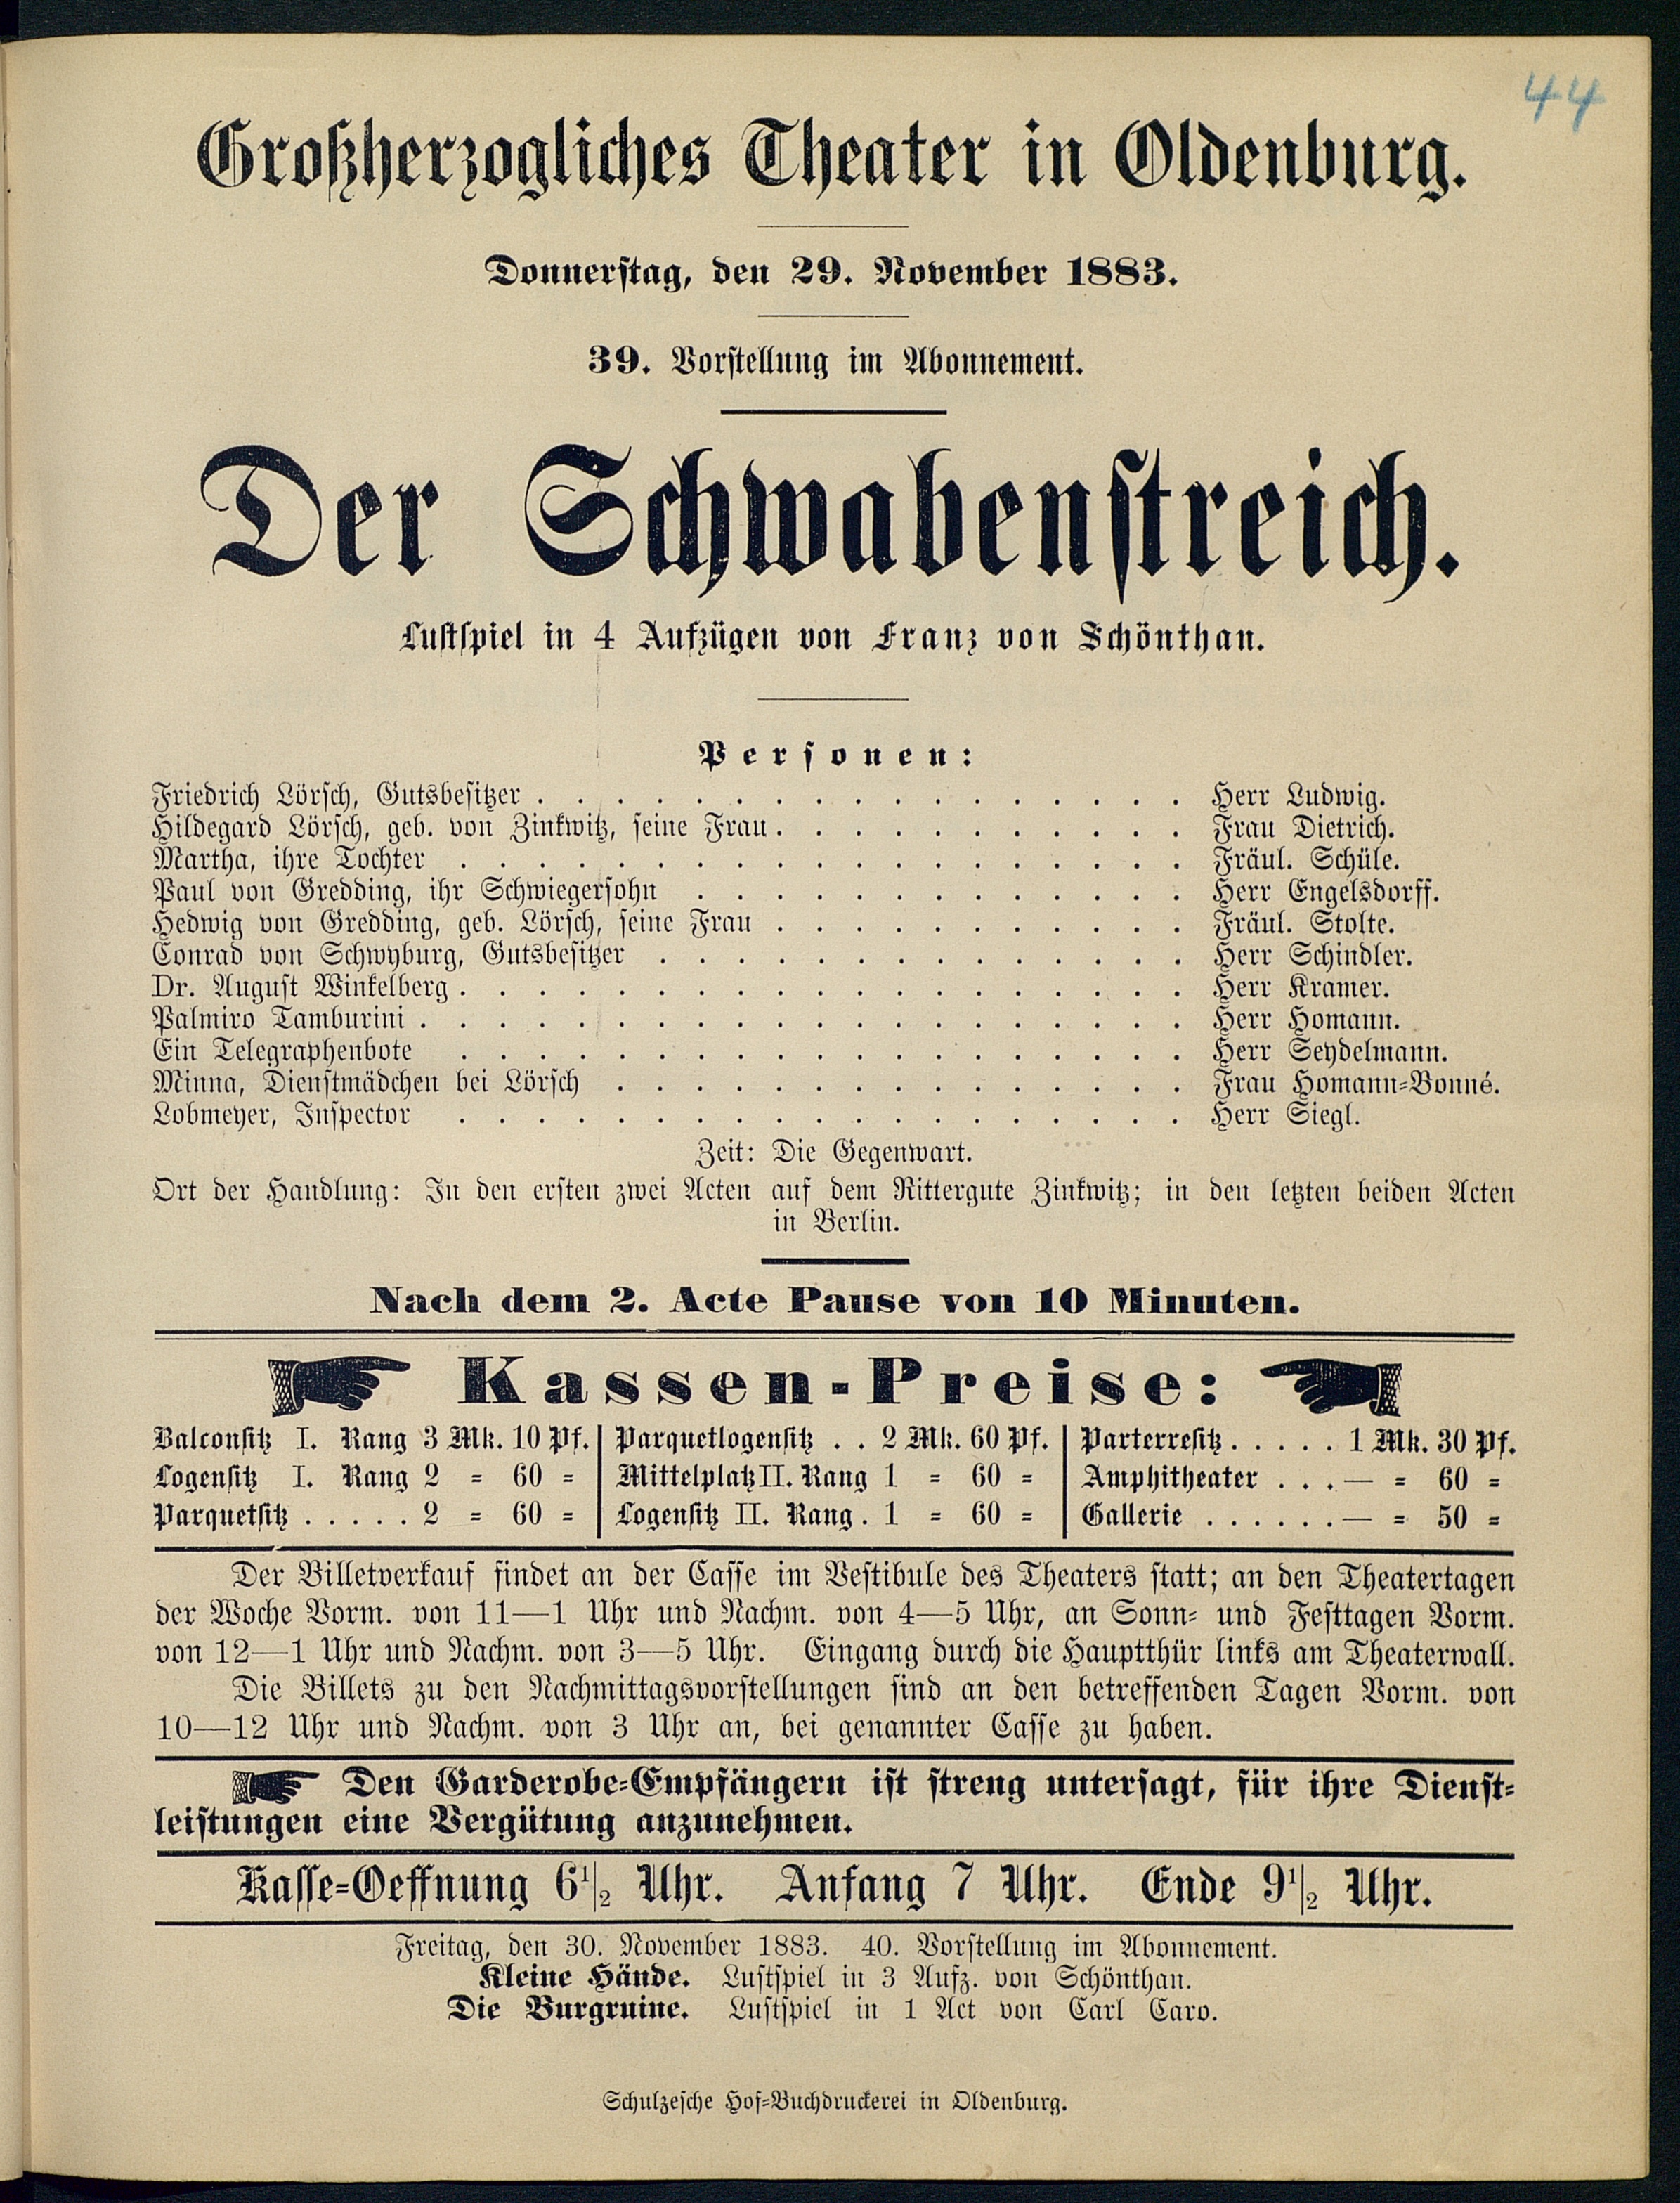 44
Großherzogliches Theater in Oldenburg.
Donnerstag, den 29. November 1883.
39. Vorstellung im Abonnement.
Der Schwabenstreich.
Lustspiel in 4 Aufzügen von Franz von Schönthan.
Personen:
Friedrich Lörsch, Gutsbesitzer . . . . . . . . . . . . . . . . . Herr Ludwig.
Hildegard Lörsch, geb. von Zinkwitz, seine Frau . . . . . . . . . . . Frau Dietrich.
Martha, ihre Tochter . . . . . . . . . . . . . . . . . . . Fräul. Schüle.
Paul von Gredding, ihr Schwiegersohn . . . . . . . . . . . . . Herr Engelsdorff.
Hedwig von Gredding, geb. Lörsch, seine Frau . . . . . . . . . . . Fräul. Stolte.
Conrad von Schwyburg, Gutsbesitzer . . . . . . . . . . . . . . Herr Schindler.
Dr. August Winkelberg . . . . . . . . . . . . . . . . . . . Herr Kramer.
Palmiro Tamburini . . . . . . . . . . . . . . . . . . . . Herr Homann.
Ein Telegraphenbote . . . . . . . . . . . . . . . . . . . Herr Seydelmann.
Minna, Dienstmädchen bei Lörsch . . . . . . . . . . . . . . . Frau Homann-Bonné.
Lobmeyer, Inspector . . . . . . . . . . . . . . . . . . . Herr Siegl.
Zeit: Die Gegenwart.
Ort der Handlung: In den ersten zwei Acten auf dem Rittergute Zinkwitz; in den letzten beiden Acten
in Berlin.
Nach dem 2. Acte Pause von 10 Minuten.
Kassen-Preise:
Balconsitz I. Rang 3 Mk. 10 Pf. | Parquetlogensitz . . 2 Mk. 60 Pf. | Parterresitz . . . . . 1 Mk. 30 Pf.
Logensitz I. Rang 2 = 60 = | Mittelplatz II. Rang 1 = 60 = | Amphitheater . . . — = 60 =
Parquetsitz . . . . . 2 = 60 = | Logensitz II. Rang . 1 = 60 = | Gallerie . . . . . . — = 50 =
Der Billetverkauf findet an der Casse im Vestibule des Theaters statt; an den Theatertagen
der Woche Vorm. von 11—1 Uhr und Nachm. von 4—5 Uhr, an Sonn- und Festtagen Vorm.
von 12—1 Uhr und Nachm. von 3—5 Uhr. Eingang durch die Hauptthür links am Theaterwall.
Die Billets zu den Nachmittagsvorstellungen sind an den betreffenden Tagen Vorm. von
10—12 Uhr und Nachm. von 3 Uhr an, bei genannter Casse zu haben.
Den Garderobe-Empfängern ist streng untersagt, für ihre Dienst-
leistungen eine Vergütung anzunehmen.
Kasse-Oeffnung 6½ Uhr. Anfang 7 Uhr. Ende 9½ Uhr.
Freitag, den 30. November 1883. 40. Vorstellung im Abonnement.
Kleine Hände. Lustspiel in 3 Aufz. von Schönthan.
Die Burgruine. Lustspiel in 1 Act von Carl Caro.
Schulzesche Hof-Buchdruckerei in Oldenburg.